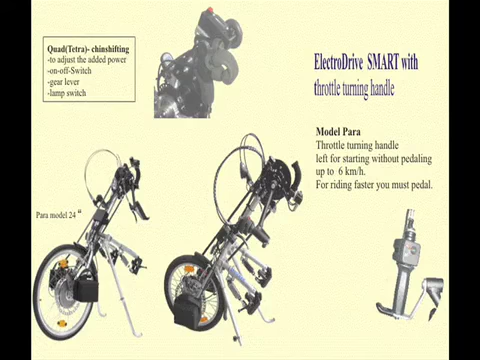 Quad(Tetra)- chinshifting
-to adjust the added power
-on-off-Switch
-gear lever
-lamp switch
ElectroDrive SMART with
throttle turning handle
Model Para
Throttle turning handle
left for starting without pedaling
up to 6 km/h.
For riding faster you must pedal.
Para model 24 “